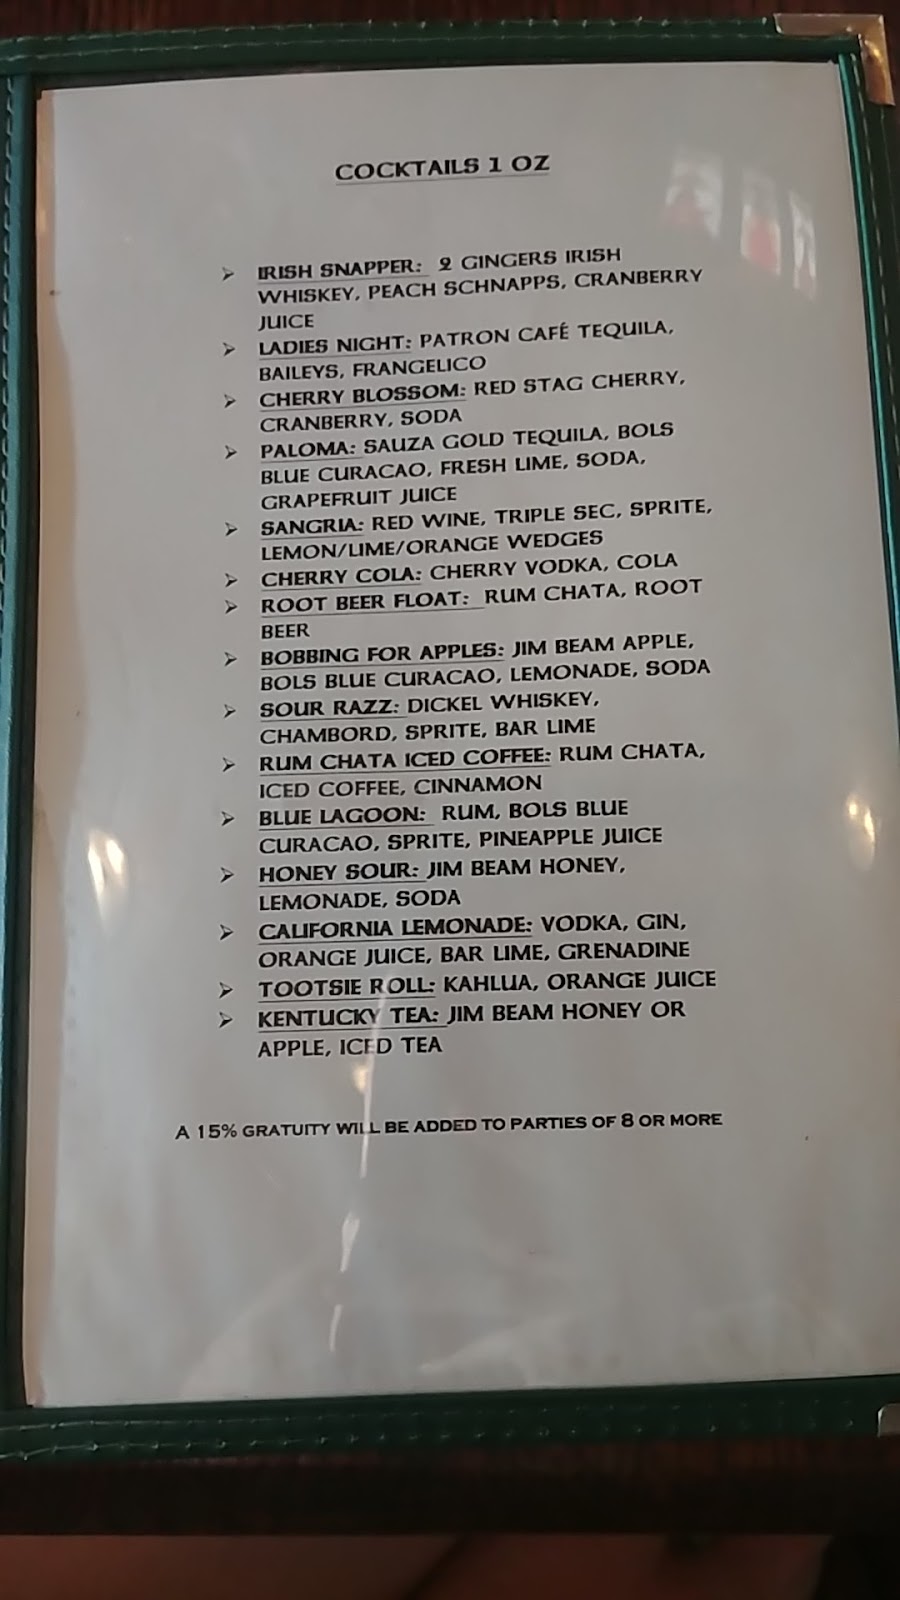 COCKTAILS 1 OZ
➢ IRISH SNAPPER: 2 GINGERS IRISH
WHISKEY, PEACH SCHNAPPS, CRANBERRY
JUICE
➢ LADIES NIGHT: PATRON CAFÉ TEQUILA,
BAILEYS, FRANGELICO
➢ CHERRY BLOSSOM: RED STAG CHERRY,
CRANBERRY, SODA
➢ PALOMA: SAUZA GOLD TEQUILA, BOLS
BLUE CURACAO, FRESH LIME, SODA,
GRAPEFRUIT JUICE
➢ SANGRIA: RED WINE, TRIPLE SEC, SPRITE,
LEMON/LIME/ORANGE WEDGES
➢ CHERRY COLA: CHERRY VODKA, COLA
➢ ROOT BEER FLOAT: RUM CHATA, ROOT
BEER
➢ BOBBING FOR APPLES: JIM BEAM APPLE,
BOLS BLUE CURACAO, LEMONADE, SODA
➢ SOUR RAZZ: DICKEL WHISKEY,
CHAMBORD, SPRITE, BAR LIME
➢ RUM CHATA ICED COFFEE: RUM CHATA,
ICED COFFEE, CINNAMON
➢ BLUE LAGOON: RUM, BOLS BLUE
CURACAO, SPRITE, PINEAPPLE JUICE
➢ HONEY SOUR: JIM BEAM HONEY,
LEMONADE, SODA
➢ CALIFORNIA LEMONADE: VODKA, GIN,
ORANGE JUICE, BAR LIME, GRENADINE
➢ TOOTSIE ROLL: KAHLUA, ORANGE JUICE
➢ KENTUCKY TEA: JIM BEAM HONEY OR
APPLE, ICED TEA
A 15% GRATUITY WILL BE ADDED TO PARTIES OF 8 OR MORE